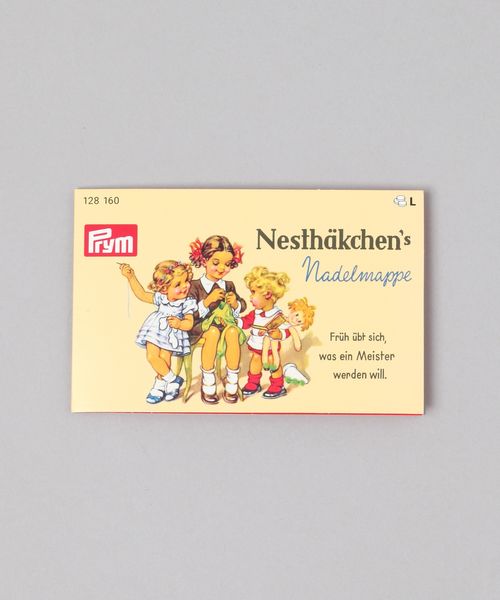 128 160
L
Prym
Nesthäkchen's
Nadelmappe
Früh übt sich,
was ein Meister
werden will.